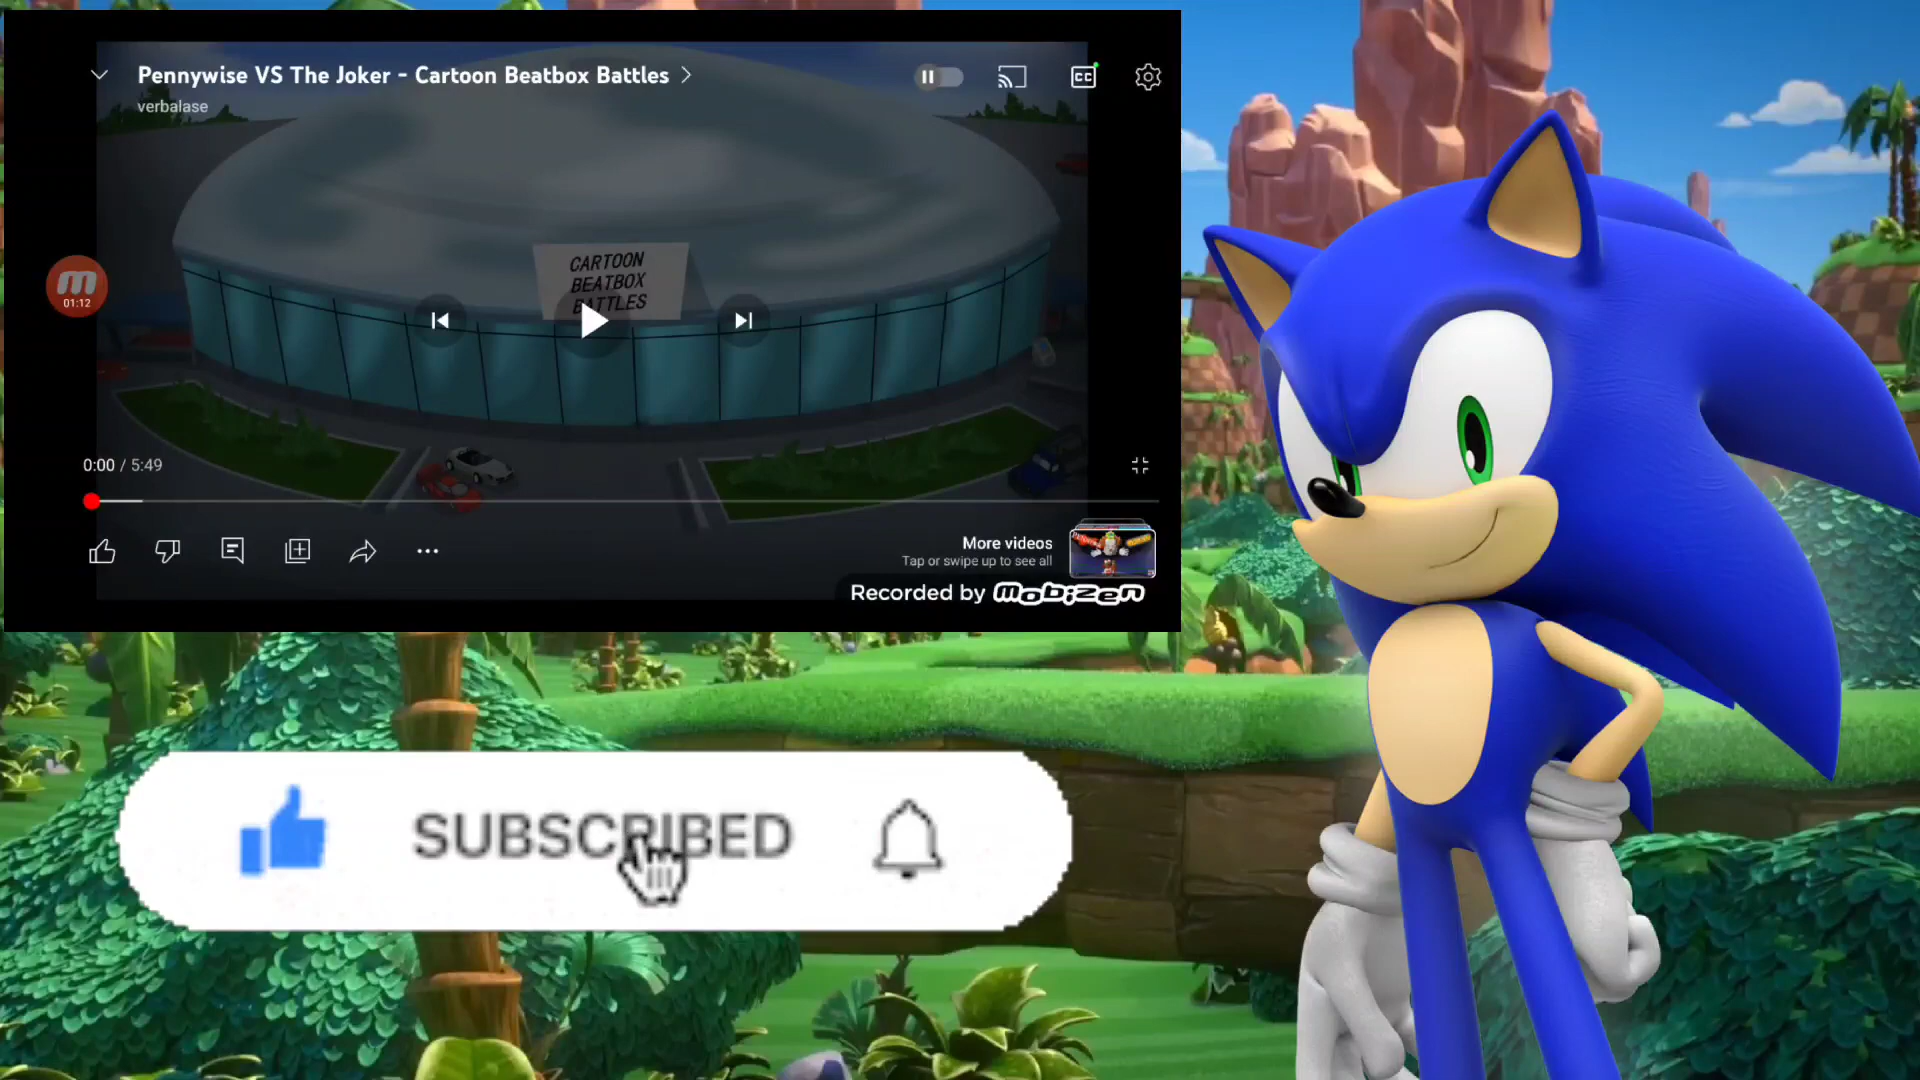 Pennywise VS The Joker - Cartoon Beatbox Battles
verbalase
CC
CARTOON
BEATBOX
BATTLES
01:12
0:00 / 5:49
More videos
Tap or swipe up to see all
Recorded by mobizen
SUBSCRIBED